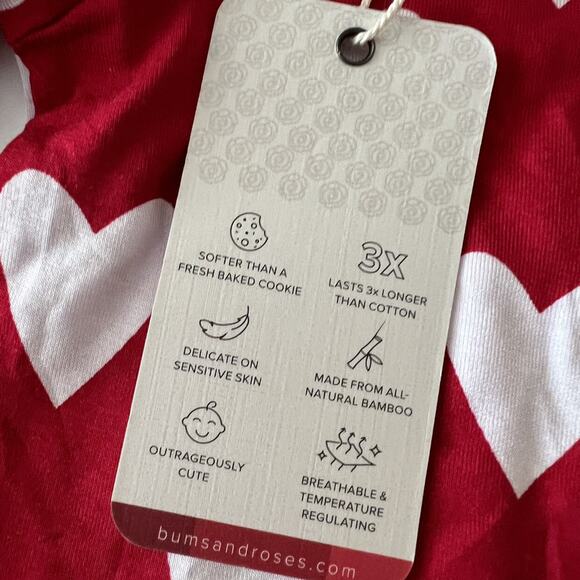 SOFTER THAN A
FRESH BAKED COOKIE
3X
LASTS 3x LONGER
THAN COTTON
DELICATE ON
SENSITIVE SKIN
MADE FROM ALL-
NATURAL BAMBOO
OUTRAGEOUSLY
CUTE
BREATHABLE &
TEMPERATURE
REGULATING
bumsandroses.com